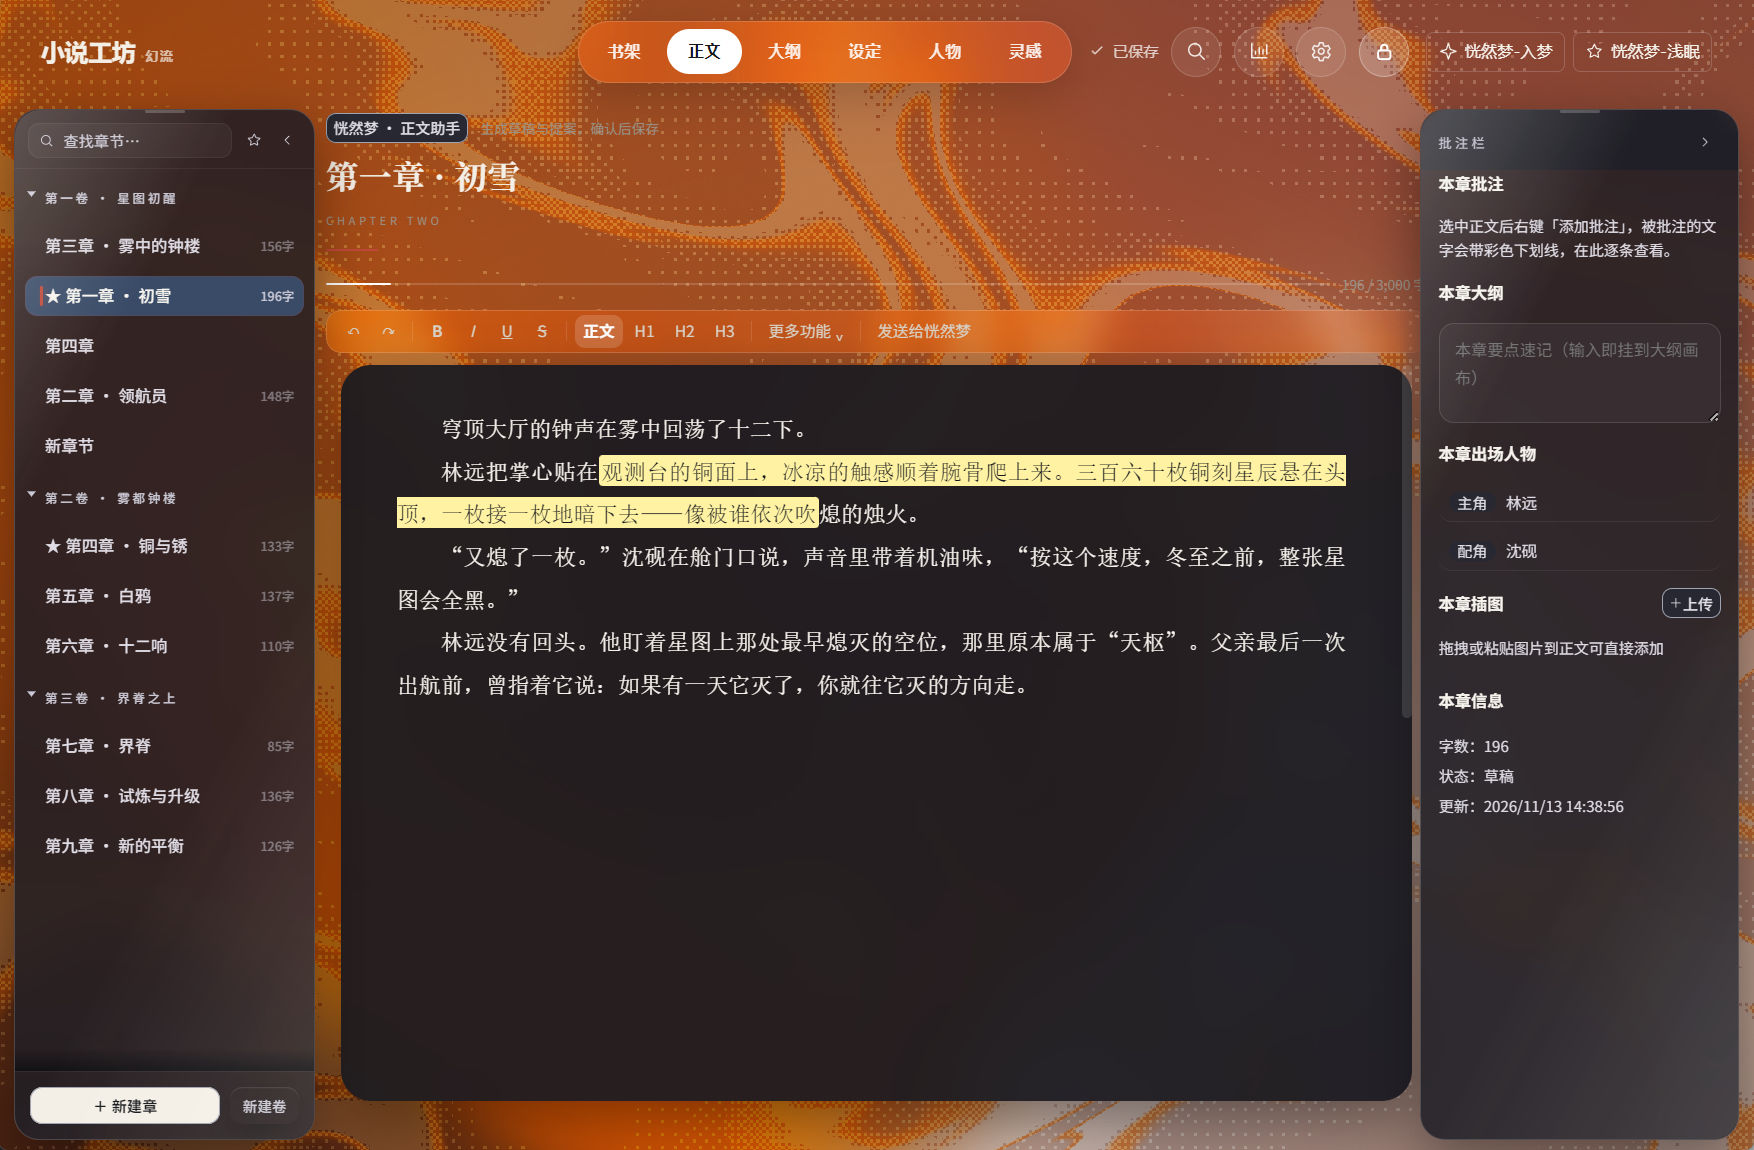 小说工坊 ·幻流
书架 正文 大纲 设定 人物 灵感
已保存
恍然梦-入梦
恍然梦-浅眠
查找章节…
第一卷 · 星图初醒
第三章 · 雾中的钟楼 156字
★ 第一章 · 初雪 196字
第四章
第二章 · 领航员 148字
新章节
第二卷 · 雾都钟楼
★ 第四章 · 铜与锈 133字
第五章 · 白鸦 137字
第六章 · 十二响 110字
第三卷 · 界脊之上
第七章 · 界脊 85字
第八章 · 试炼与升级 136字
第九章 · 新的平衡 126字
+ 新建章 新建卷
恍然梦 · 正文助手
确认后保存
第一章 · 初雪
CHAPTER TWO
196 / 3,000 字
B I U S 正文 H1 H2 H3 更多功能 发送给恍然梦
穹顶大厅的钟声在雾中回荡了十二下。
林远把掌心贴在观测台的铜面上，冰凉的触感顺着腕骨爬上来。三百六十枚铜刻星辰悬在头
顶，一枚接一枚地暗下去——像被谁依次吹熄的烛火。
“又熄了一枚。”沈砚在舱门口说，声音里带着机油味，“按这个速度，冬至之前，整张星
图会全黑。”
林远没有回头。他盯着星图上那处最早熄灭的空位，那里原本属于“天枢”。父亲最后一次
出航前，曾指着它说：如果有一天它灭了，你就往它灭的方向走。
批注栏
本章批注
选中正文后右键「添加批注」，被批注的文
字会带彩色下划线，在此逐条查看。
本章大纲
本章要点速记（输入即挂到大纲画
布）
本章出场人物
主角 林远
配角 沈砚
本章插图 +上传
拖拽或粘贴图片到正文可直接添加
本章信息
字数：196
状态：草稿
更新：2026/11/13 14:38:56